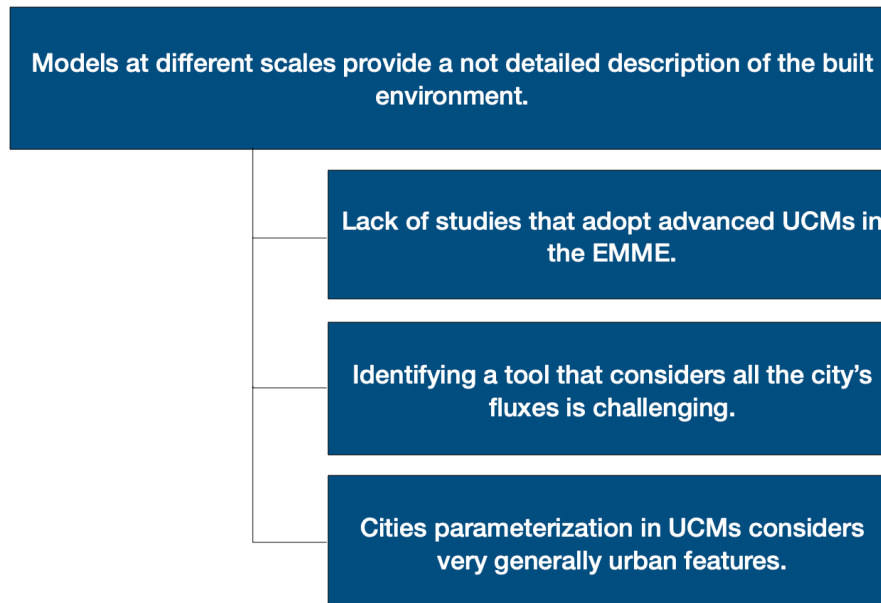 Models at different scales provide a not detailed description of the built
environment.
Lack of studies that adopt advanced UCMs in
the EMME.
Identifying a tool that considers all the city's
fluxes is challenging.
Cities parameterization in UCMs considers
very generally urban features.